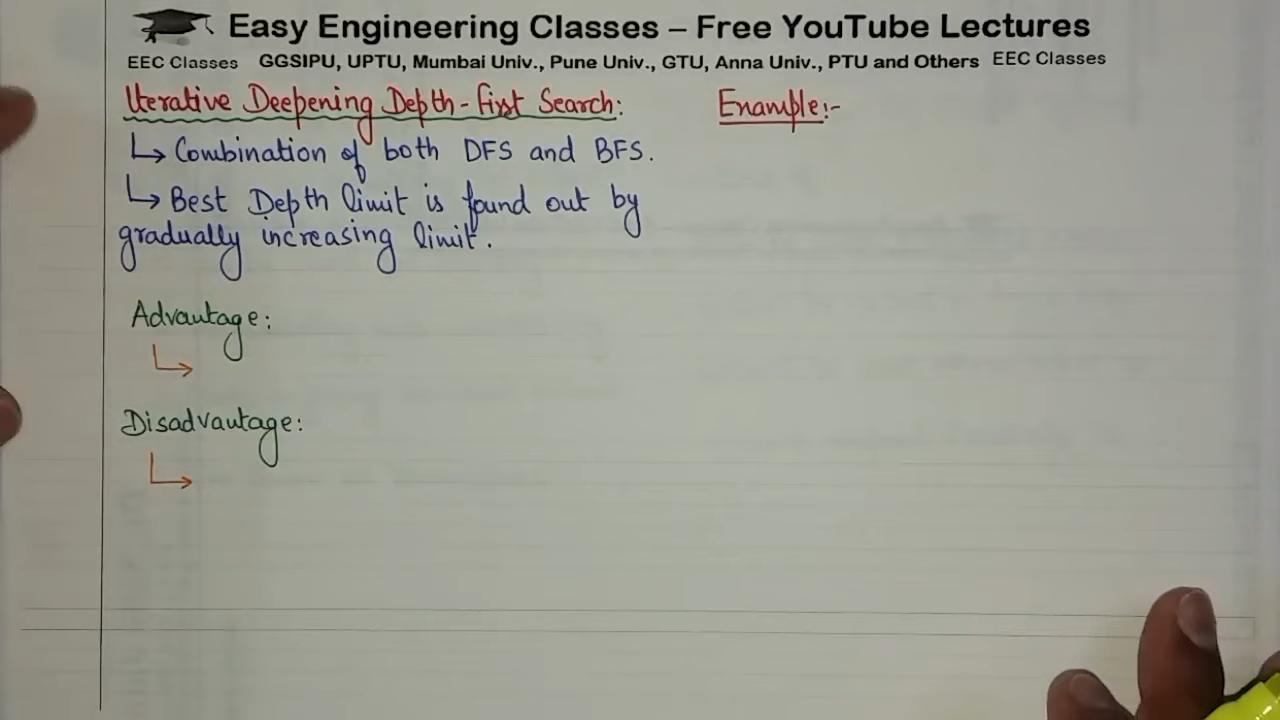 Easy Engineering Classes – Free YouTube Lectures
EEC Classes GGSIPU, UPTU, Mumbai Univ., Pune Univ., GTU, Anna Univ., PTU and Others EEC Classes
Iterative Deepening Depth-First Search:
↳ Combination of both DFS and BFS.
↳ Best Depth limit is found out by
gradually increasing limit.
Advantage:
↳
Disadvantage:
↳
Example:-